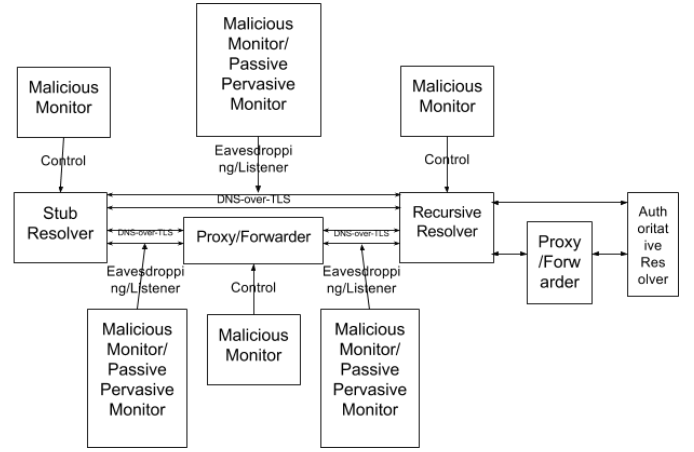 Malicious
Monitor/
Passive
Pervasive
Monitor
Malicious
Monitor
Malicious
Monitor
Control
Eavesdroppi
ng/Listener
Control
DNS-over-TLS
Stub
Resolver
Recursive
Resolver
Auth
oritat
ive
Res
olver
DNS-over-TLS
Proxy/Forwarder
DNS-over-TLS
Proxy
/Forw
arder
Eavesdroppi
ng/Listener
Control
Eavesdroppi
ng/Listener
Malicious
Monitor/
Passive
Pervasive
Monitor
Malicious
Monitor
Malicious
Monitor/
Passive
Pervasive
Monitor